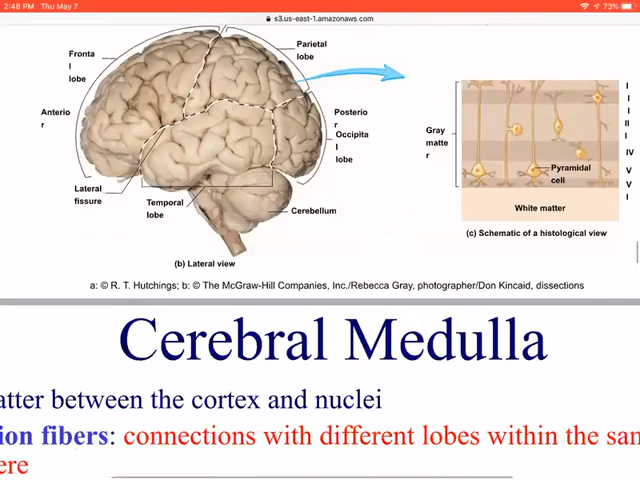 2:48 PM Thu May 7
73%
s3.us-east-1.amazonaws.com
Fronta
l
lobe
Parietal
lobe
Anterio
r
Posterio
r
Occipita
l lobe
Lateral
fissure
Temporal
lobe
Cerebellum
(b) Lateral view
Gray
matte
r
I
I
I
II
I
IV
V
V
I
Pyramidal
cell
White matter
(c) Schematic of a histological view
a: © R. T. Hutchings; b: © The McGraw-Hill Companies, Inc./Rebecca Gray, photographer/Don Kincaid, dissections
Cerebral Medulla
atter between the cortex and nuclei
ion fibers: connections with different lobes within the sam
ere